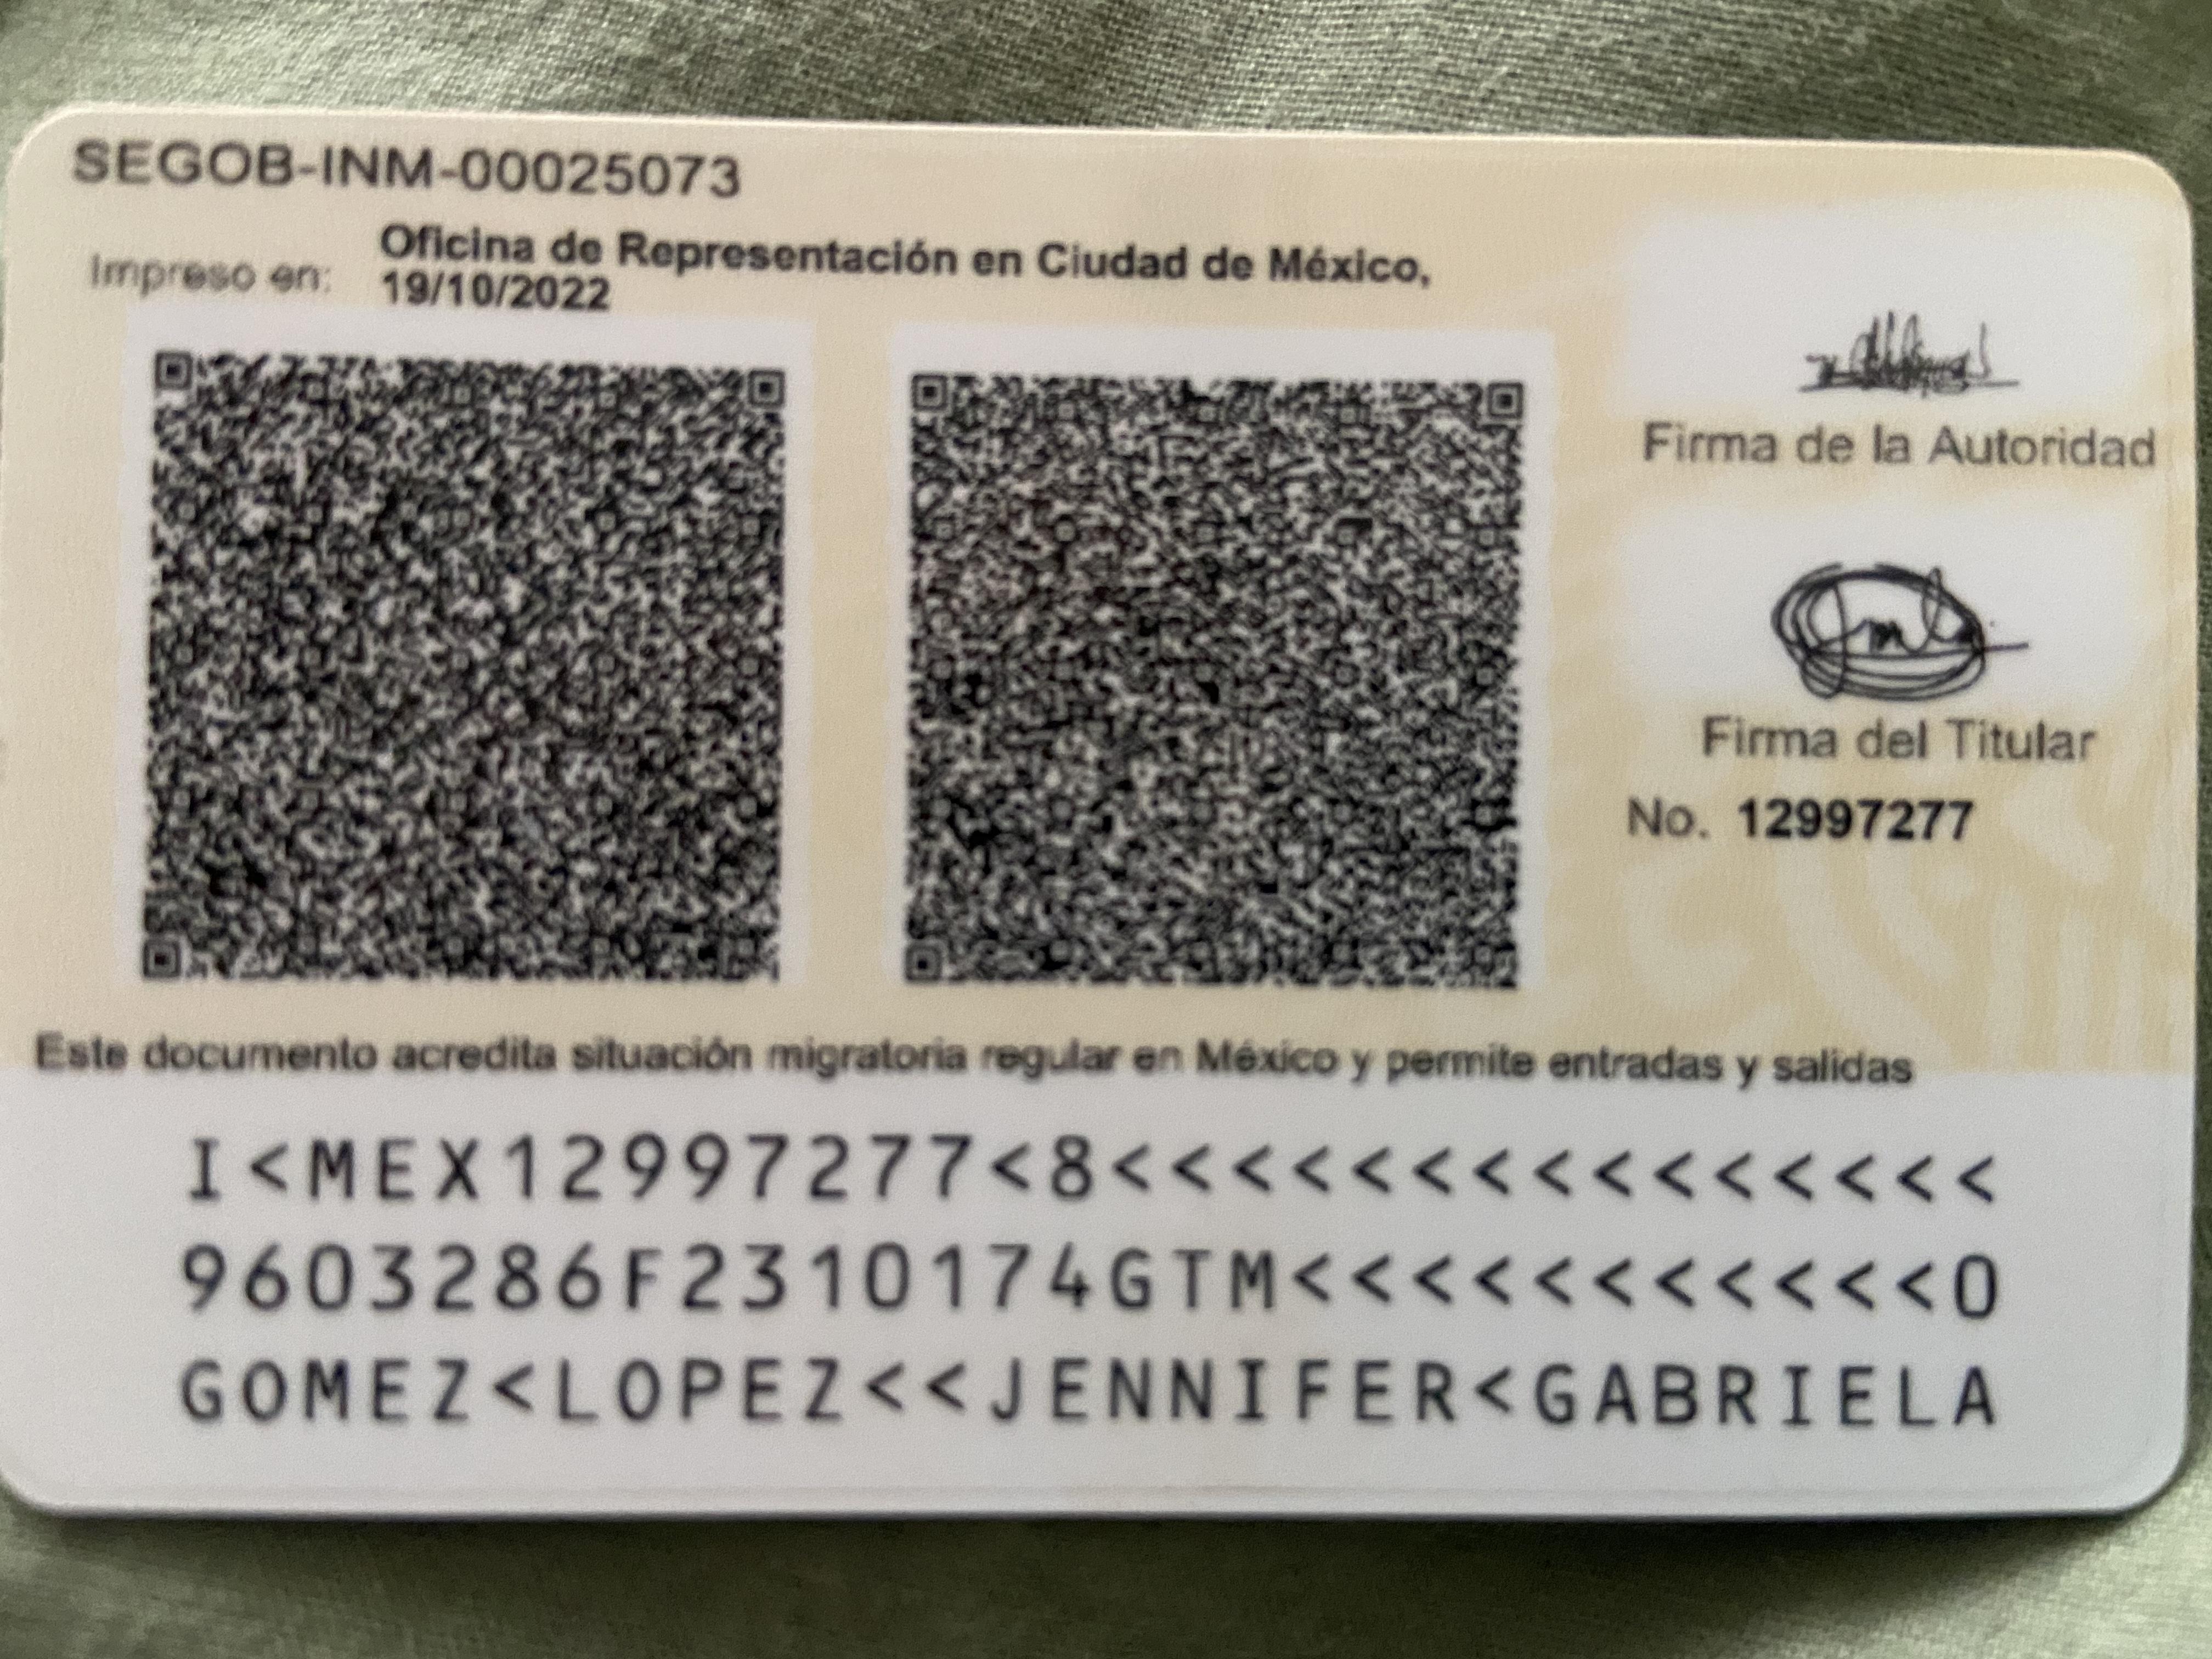 SEGOB-INM-00025073
Impreso en: Oficina de Representación en Ciudad de México,
19/10/2022
Firma de la Autoridad
Firma del Titular
No. 12997277
Este documento acredita situación migratoria regular en México y permite entradas y salidas
I<MEX12997277<8<<<<<<<<<<<<<<<
9603286F2310174GTM<<<<<<<<<<<0
GOMEZ<LOPEZ<<JENNIFER<GABRIELA